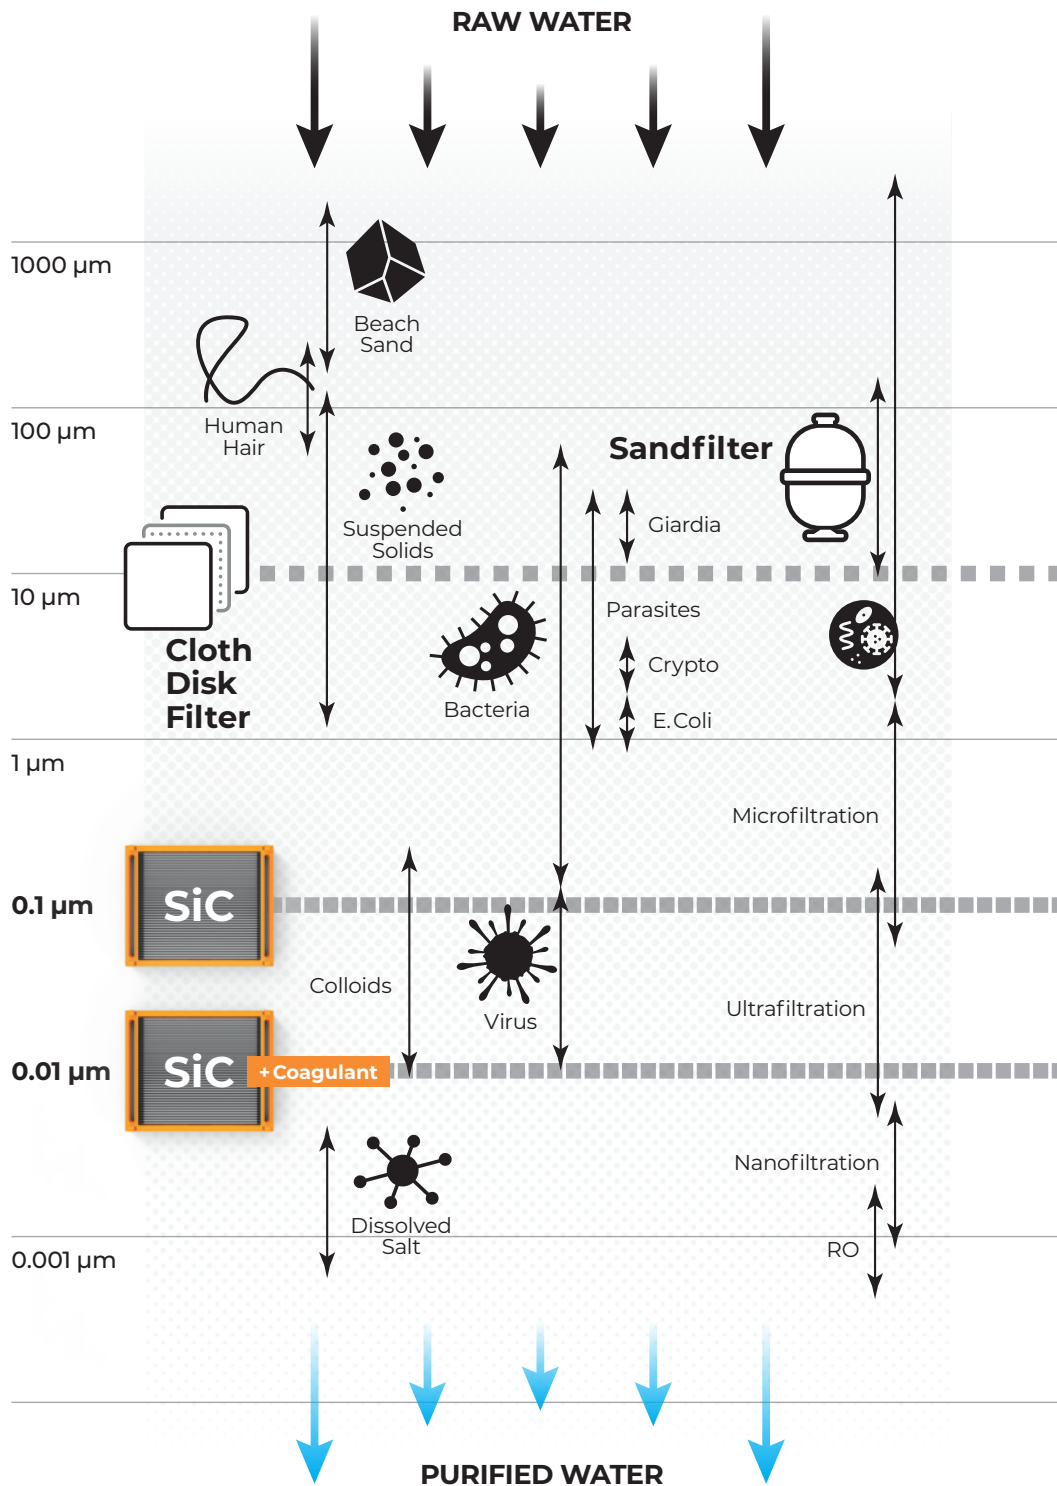 RAW WATER
1000 µm
Beach
Sand
Human
Hair
100 µm
Sandfilter
Suspended
Solids
Giardia
10 µm
Parasites
Cloth
Disk
Filter
Bacteria
Crypto
E.Coli
1 µm
Microfiltration
SiC
0.1 µm
Colloids
Virus
Ultrafiltration
SiC
+Coagulant
0.01 µm
Nanofiltration
Dissolved
Salt
RO
0.001 µm
PURIFIED WATER